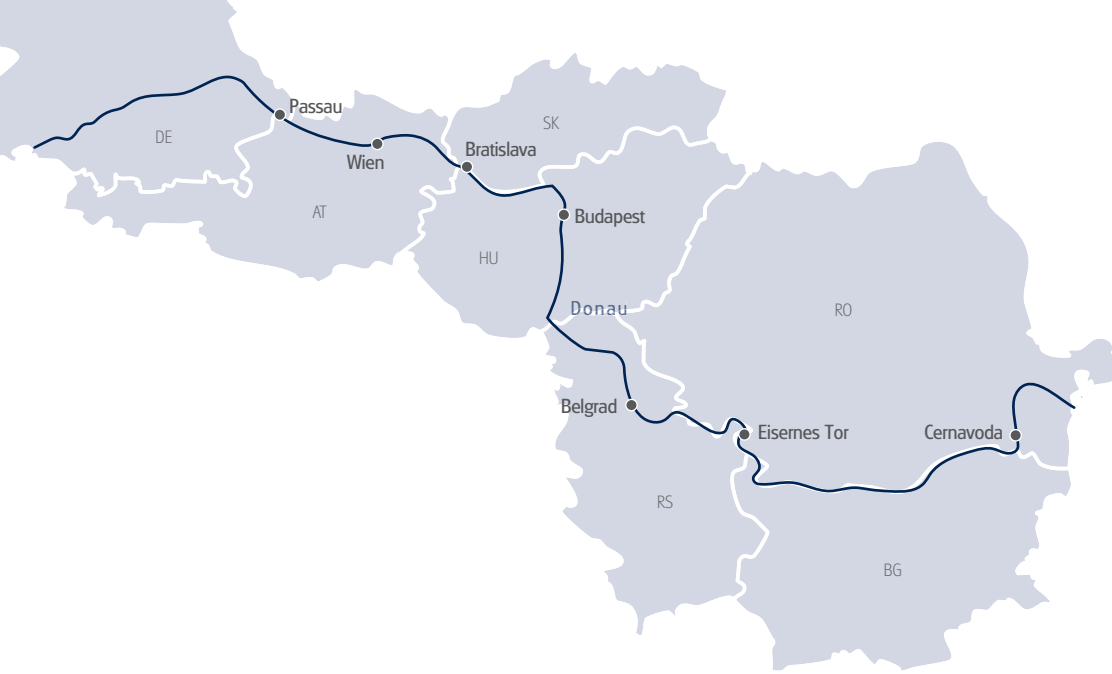 Passau
DE
SK
Bratislava
Wien
AT
Budapest
HU
Donau
RO
Belgrad
Eisernes Tor
Cernavoda
RS
BG